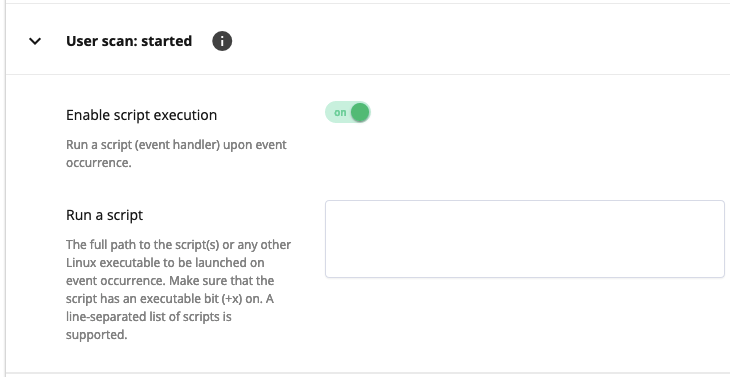 User scan: started
Enable script execution
on
Run a script (event handler) upon event
occurrence.
Run a script
The full path to the script(s) or any other
Linux executable to be launched on
event occurrence. Make sure that the
script has an executable bit (+x) on. A
line-separated list of scripts is
supported.